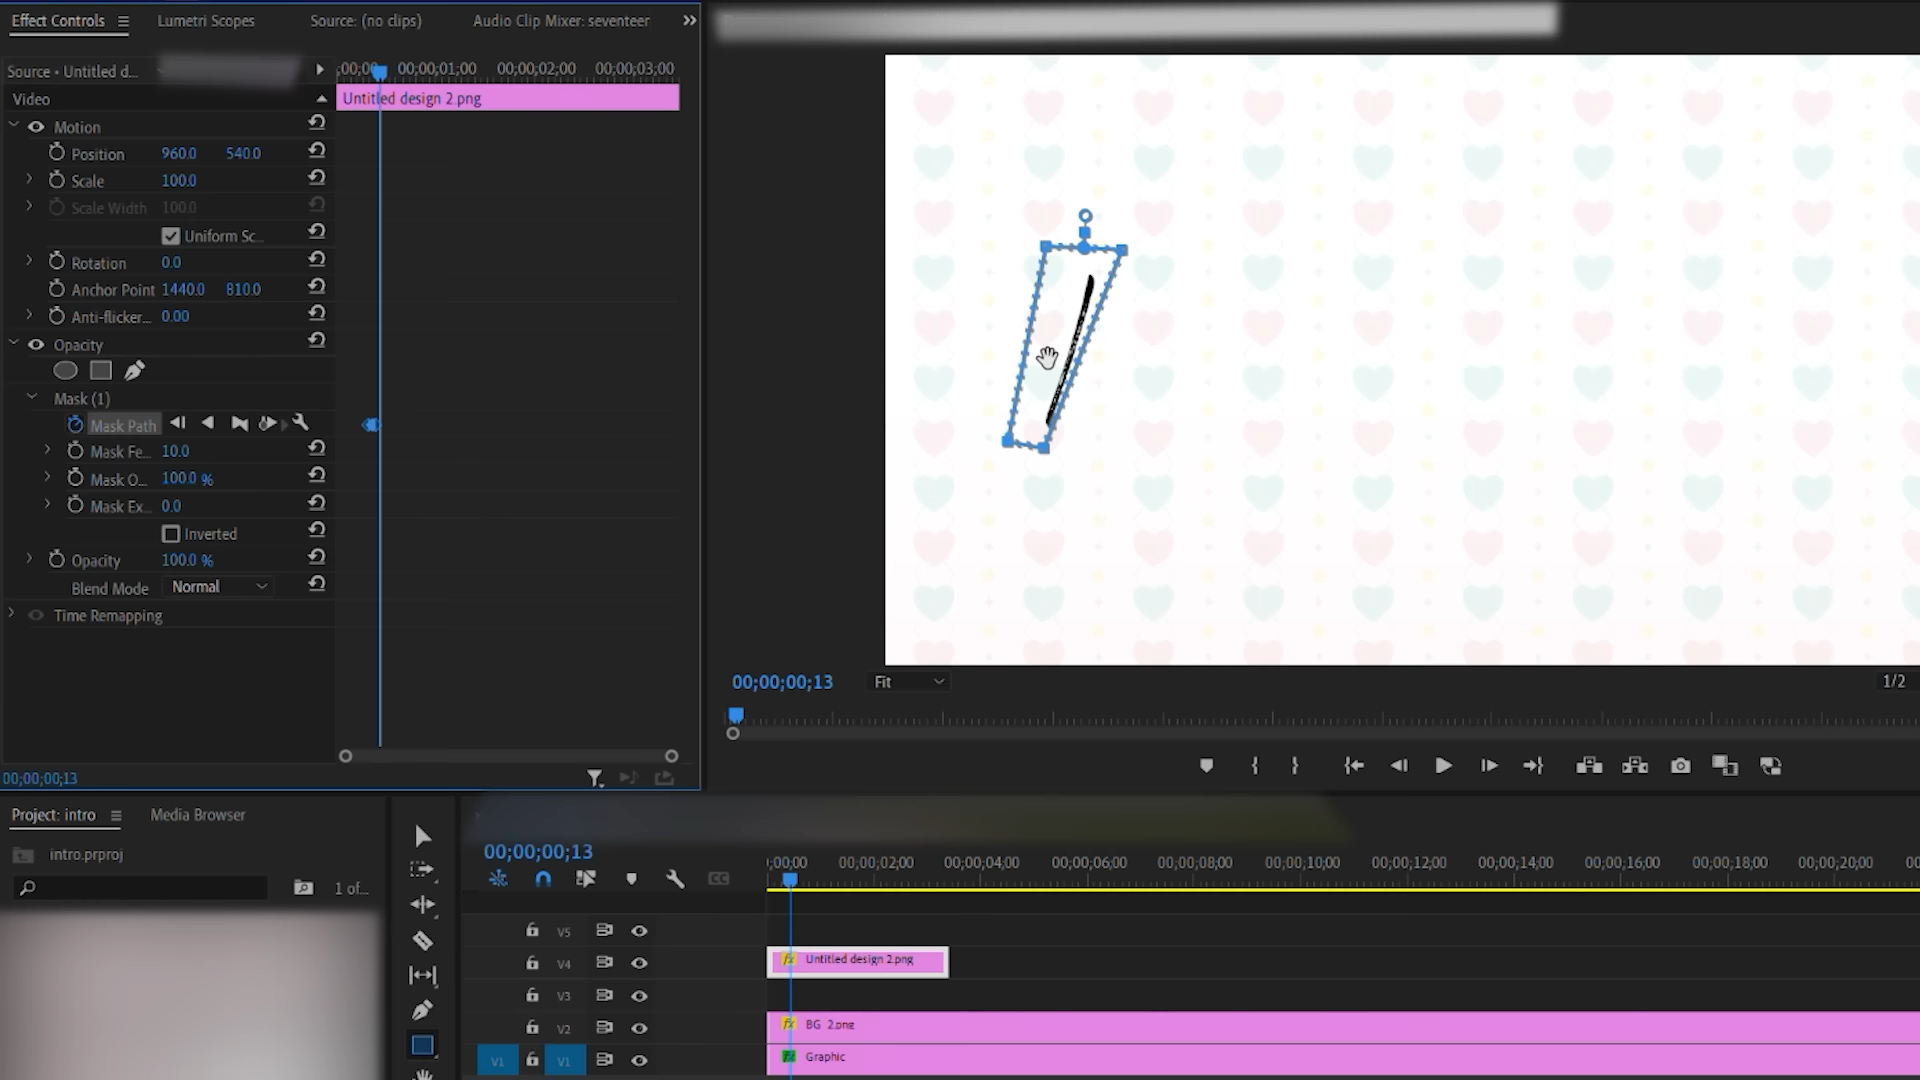 Effect Controls
Lumetri Scopes
Source: (no clips)
Audio Clip Mixer: seventeer
Source • Untitled d...
;00;00
00;00;01;00
00;00;02;00
00;00;03;00
Video
Untitled design 2.png
Motion
Position 960.0 540.0
Scale 100.0
Scale Width 100.0
Uniform Sc...
Rotation 0.0
Anchor Point 1440.0 810.0
Anti-flicker... 0.00
Opacity
Mask (1)
Mask Path
Mask Fe... 10.0
Mask O... 100.0 %
Mask Ex... 0.0
Inverted
Opacity 100.0 %
Blend Mode Normal
Time Remapping
00;00;00;13
00;00;00;13
Fit
1/2
Project: intro
Media Browser
intro.prproj
1 of...
00;00;00;13
CC
;00;00
00;00;02;00
00;00;04;00
00;00;06;00
00;00;08;00
00;00;10;00
00;00;12;00
00;00;14;00
00;00;16;00
00;00;18;00
00;00;20;00
00
V5
V4
fx Untitled design 2.png
V3
V2
fx BG 2.png
V1 V1
fx Graphic